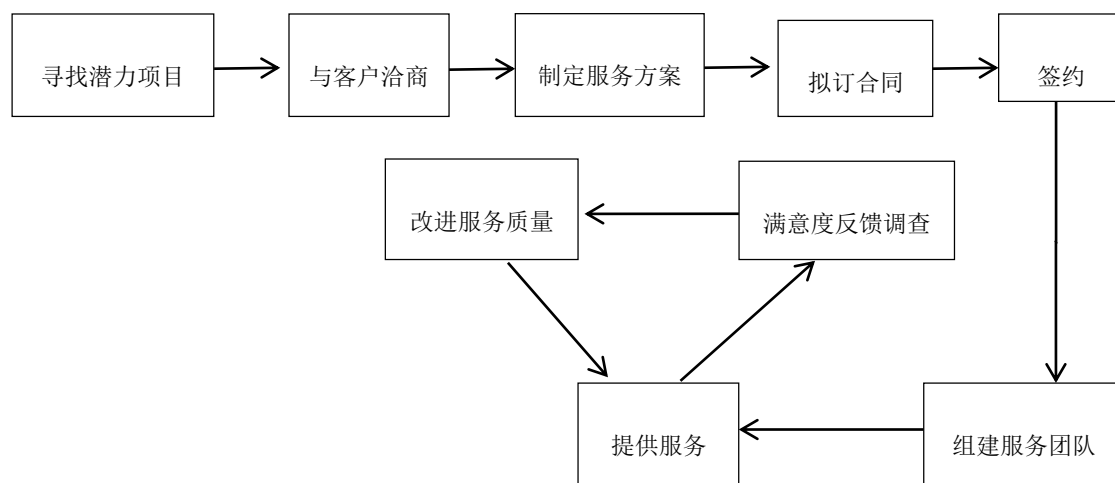 寻找潜力项目
与客户洽商
制定服务方案
拟订合同
签约
改进服务质量
满意度反馈调查
提供服务
组建服务团队